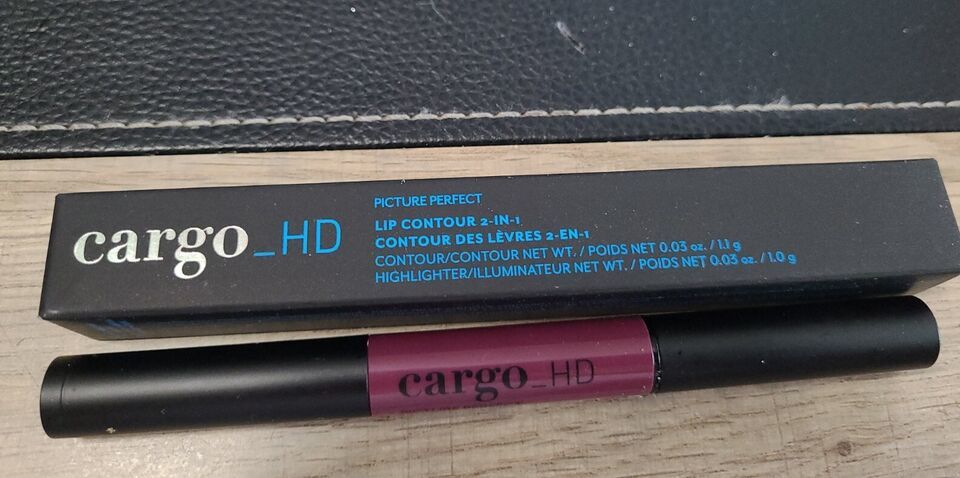 cargo_HD
PICTURE PERFECT
LIP CONTOUR 2-IN-1
CONTOUR DES LÈVRES 2-EN-1
CONTOUR/CONTOUR NET WT. / POIDS NET 0.03 oz. / 1.1 g
HIGHLIGHTER/ILLUMINATEUR NET WT. / POIDS NET 0.03 oz. / 1.0 g
cargo_HD